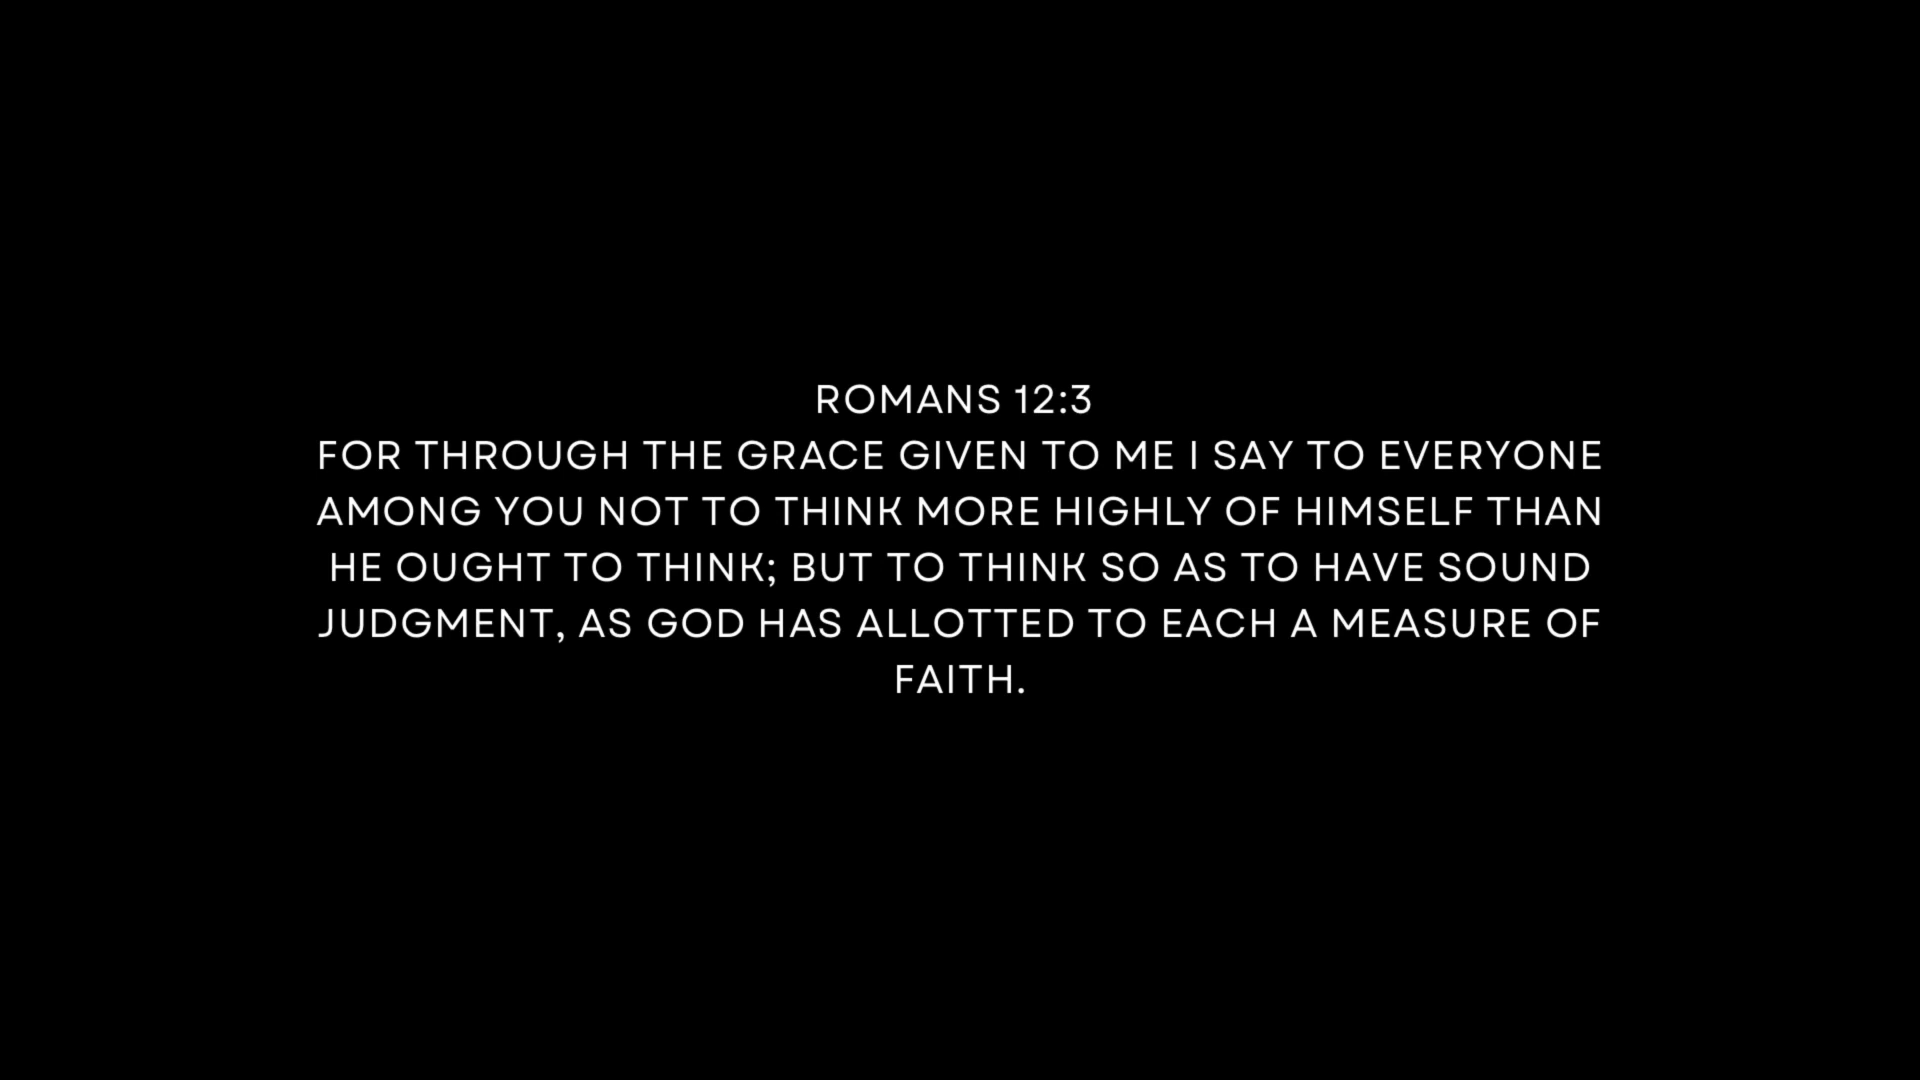 ROMANS 12:3
FOR THROUGH THE GRACE GIVEN TO ME I SAY TO EVERYONE
AMONG YOU NOT TO THINK MORE HIGHLY OF HIMSELF THAN
HE OUGHT TO THINK; BUT TO THINK SO AS TO HAVE SOUND
JUDGMENT, AS GOD HAS ALLOTTED TO EACH A MEASURE OF
FAITH.